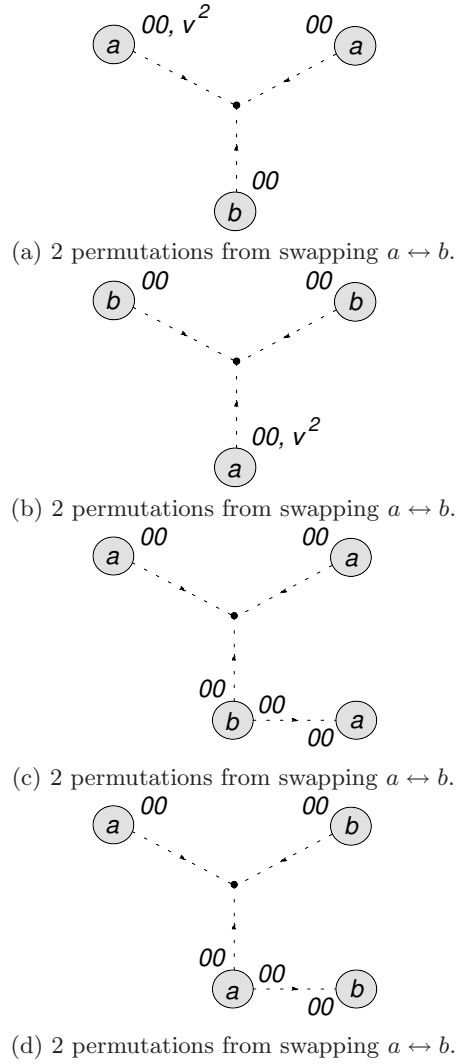 00, v²
00
a
a
00
b
(a) 2 permutations from swapping a ↔ b.
00
00
b
b
00, v²
a
(b) 2 permutations from swapping a ↔ b.
00
00
a
a
00
00
b
a
00
(c) 2 permutations from swapping a ↔ b.
00
00
a
b
00
00
a
b
00
(d) 2 permutations from swapping a ↔ b.